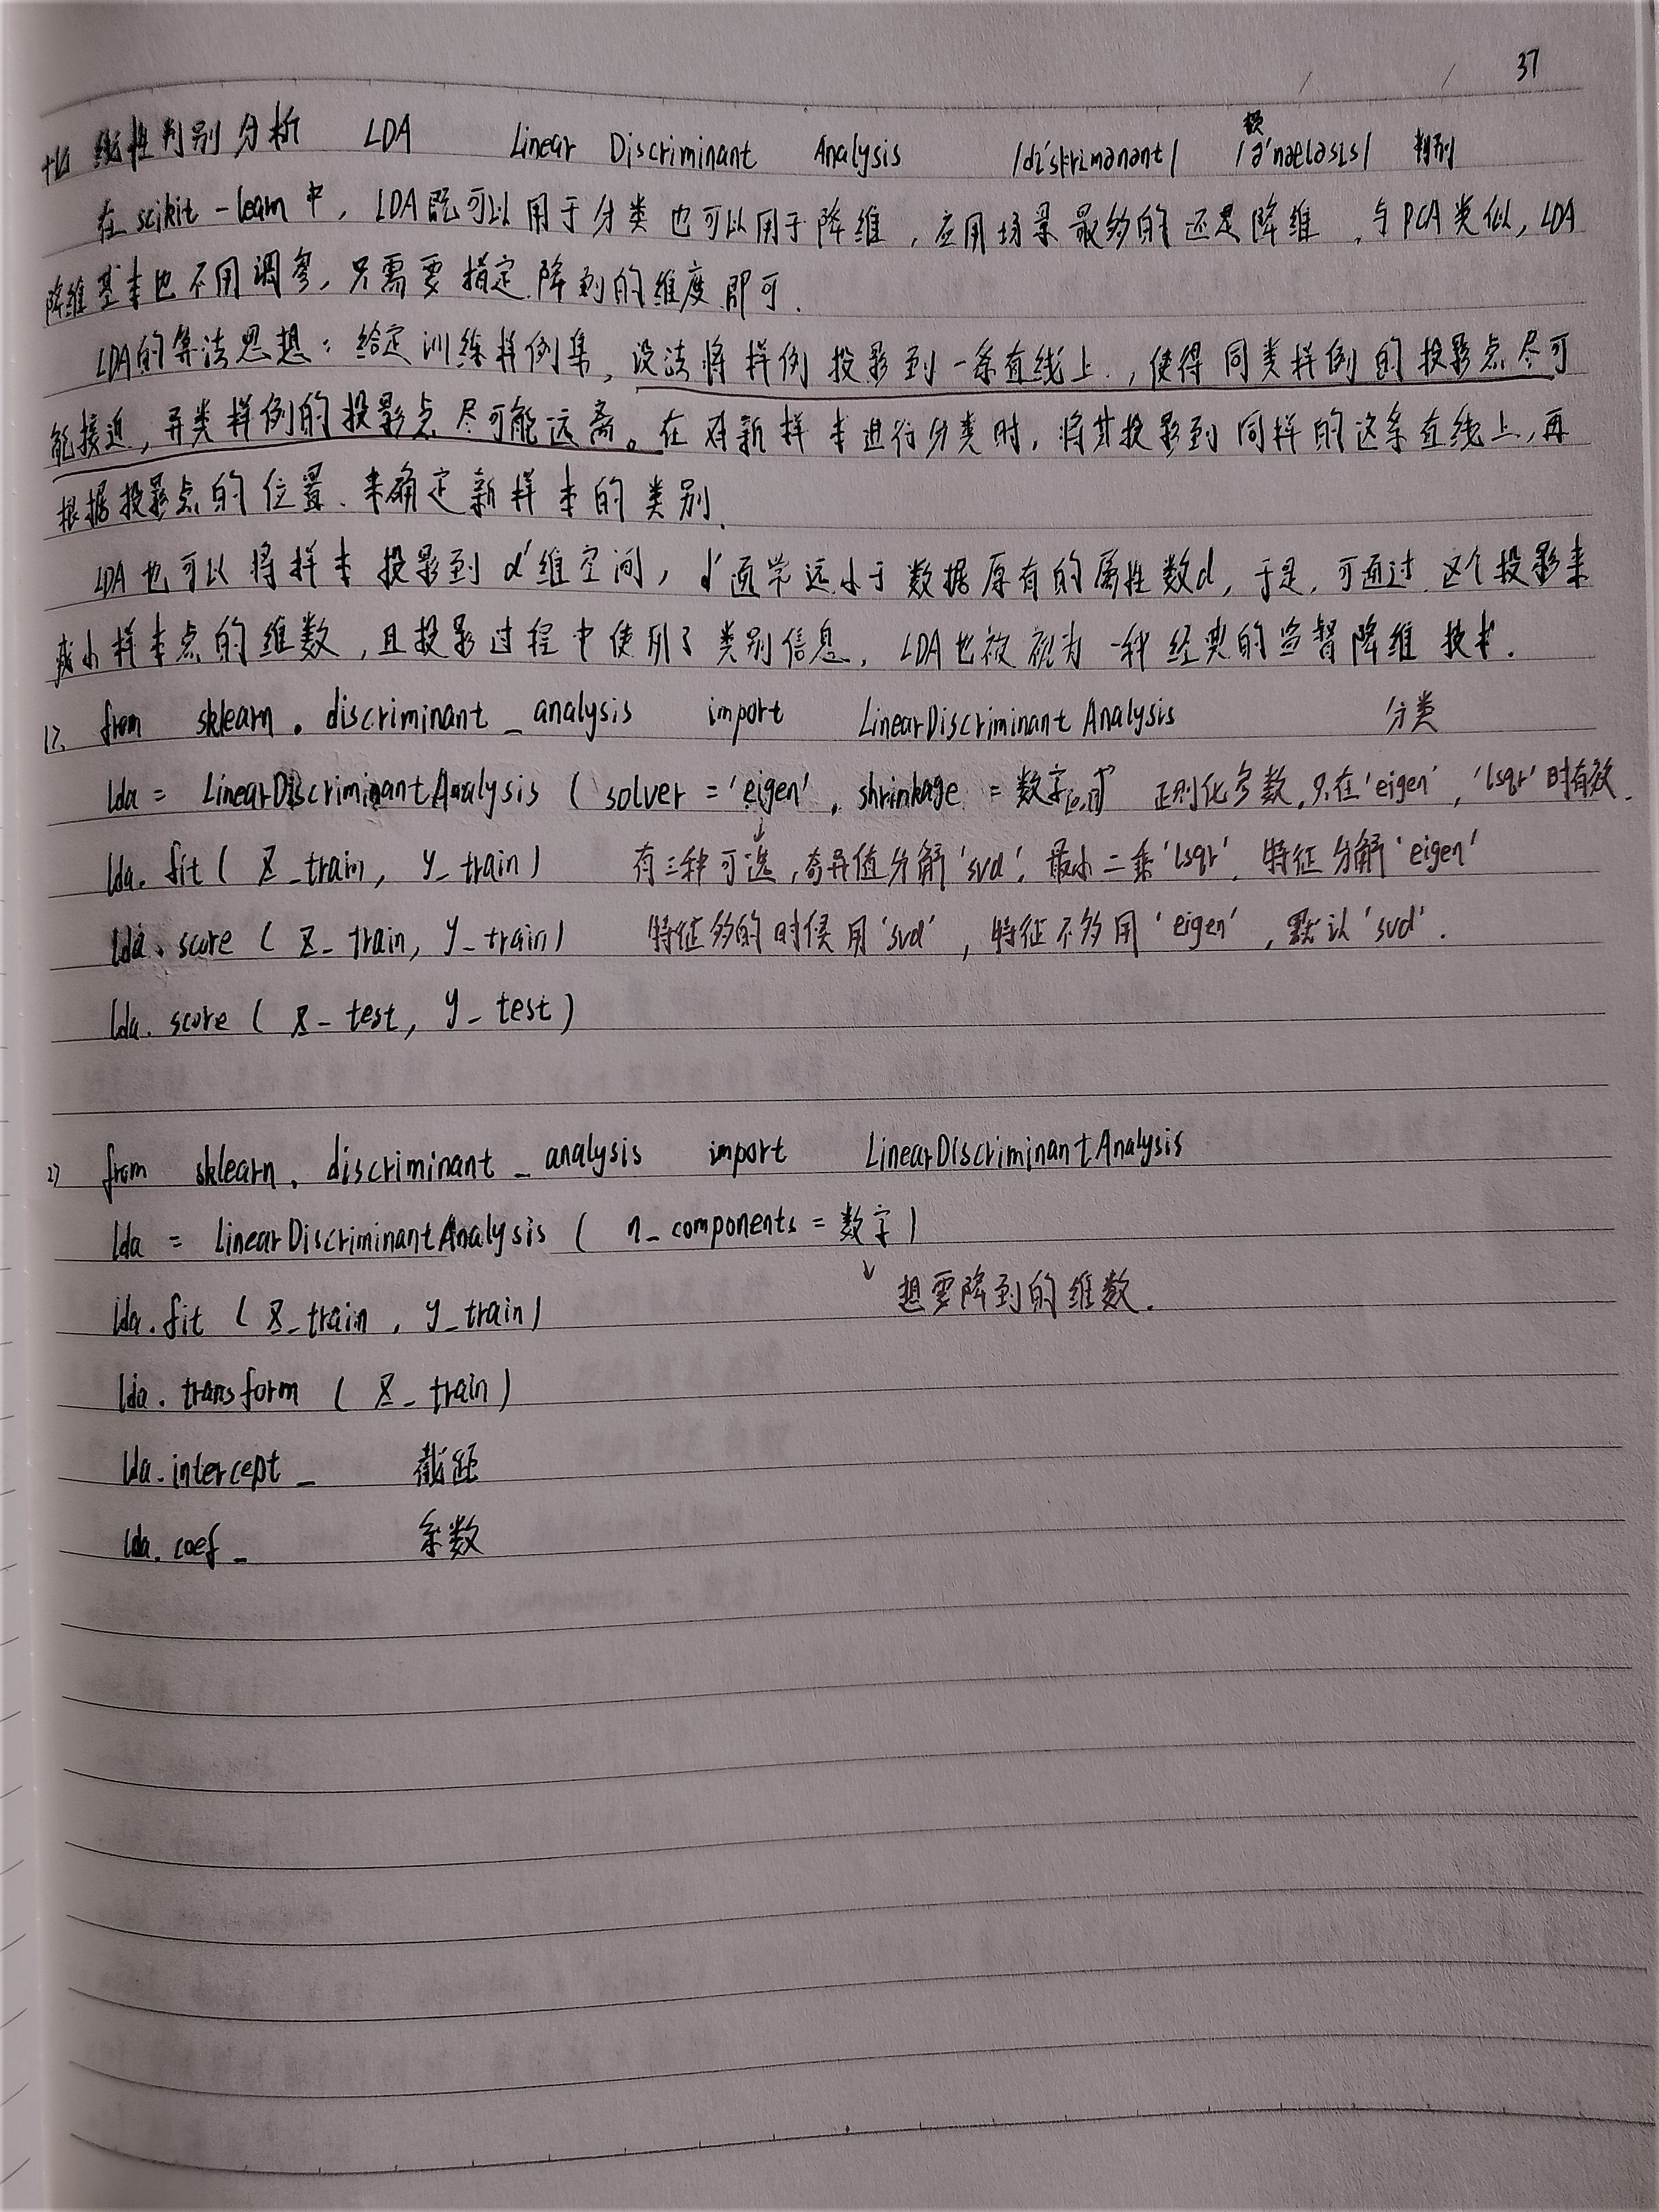 37
线性判别分析 LDA Linear Discriminant Analysis /di'skrimənənt/ /ə'næləsis/ 判别
在scikit-learn中，LDA既可以用于分类也可以用于降维，应用场景最多的还是降维，与PCA类似，LDA
降维基本也不用调参，只需要指定降到的维度即可.
LDA的算法思想：给定训练样例集，设法将样例投影到一条直线上，使得同类样例的投影点尽可
能接近，异类样例的投影点尽可能远离。在对新样本进行分类时，将其投影到同样的这条直线上，再
根据投影点的位置、来确定新样本的类别.
LDA也可以将样本投影到d'维空间，d'通常远小于数据原有的属性数d，于是，可通过这个投影来
减小样本点的维数，且投影过程中使用了类别信息，LDA也被视为一种经典的监督降维技术.
1). from sklearn.discriminant_analysis import LinearDiscriminantAnalysis 分类
lda = LinearDiscriminantAnalysis(solver='eigen', shrinkage=数字[0,1]) 正则化参数,只在'eigen','lsqr'时有效.
lda.fit(X_train, y_train) 有三种可选,奇异值分解'svd',最小二乘'lsqr',特征分解'eigen'
lda.score(X_train, y_train) 特征多的时候用'svd'，特征不多用'eigen'，默认'svd'.
lda.score(X_test, y_test)
2) from sklearn.discriminant_analysis import LinearDiscriminantAnalysis
lda = LinearDiscriminantAnalysis(n_components=数字)
↓ 想要降到的维数.
lda.fit(X_train, y_train)
lda.transform(X_train)
lda.intercept_ 截距
lda.coef_ 系数